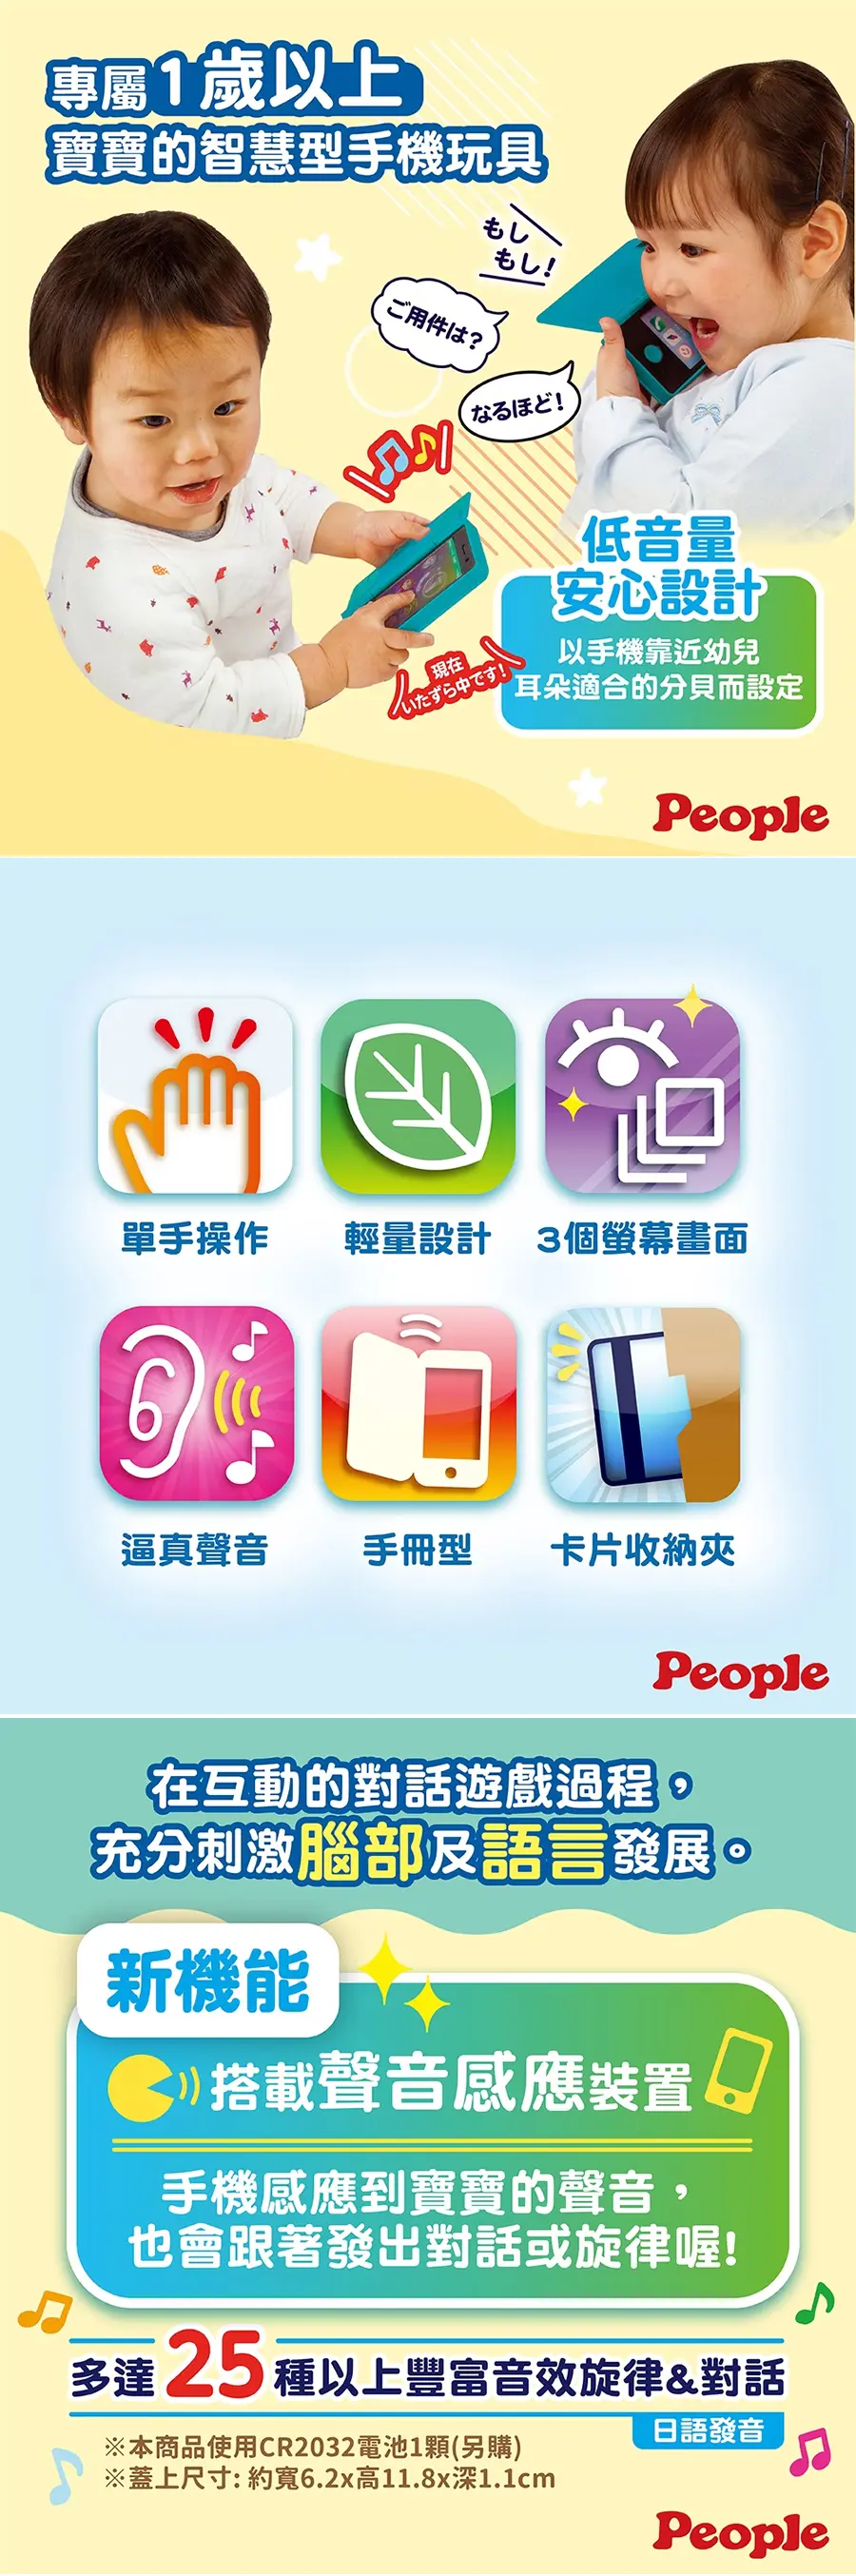 專屬1歲以上
寶寶的智慧型手機玩具
もし
もし!
ご用件は?
なるほど!
低音量
安心設計
以手機靠近幼兒
耳朵適合的分貝而設定
現在
いたずら中です!
People
單手操作
輕量設計
3個螢幕畫面
逼真聲音
手冊型
卡片收納夾
People
在互動的對話遊戲過程，
充分刺激腦部及語言發展。
新機能
搭載聲音感應裝置
手機感應到寶寶的聲音，
也會跟著發出對話或旋律喔!
多達25種以上豐富音效旋律&對話
日語發音
※本商品使用CR2032電池1顆(另購)
※蓋上尺寸: 約寬6.2x高11.8x深1.1cm
People